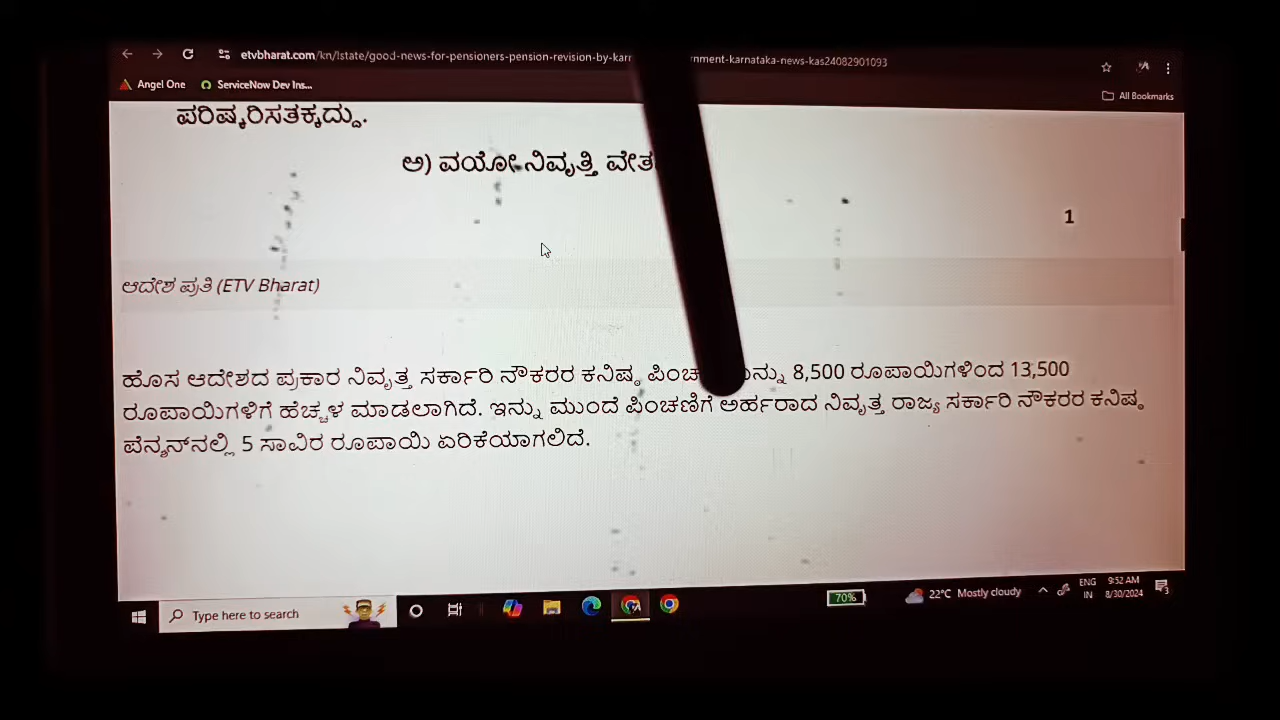 etvbharat.com/kn/!state/good-news-for-pensioners-pension-revision-by-karn nment-karnataka-news-kas24082901093
Angel One ServiceNow Dev Ins... All Bookmarks
ಪರಿಷ್ಕರಿಸತಕ್ಕದ್ದು.
ಅ) ವಯೋನಿವೃತ್ತಿ ವೇತ
1
ಆದೇಶ ಪ್ರತಿ (ETV Bharat)
ಹೊಸ ಆದೇಶದ ಪ್ರಕಾರ ನಿವೃತ್ತ ಸರ್ಕಾರಿ ನೌಕರರ ಕನಿಷ್ಠ 8,500 ರೂಪಾಯಿಗಳಿಂದ 13,500
ರೂಪಾಯಿಗಳಿಗೆ ಹೆಚ್ಚಳ ಮಾಡಲಾಗಿದೆ. ಇನ್ನು ಮುಂದೆ ಪಿಂಚಣಿಗೆ ಅರ್ಹರಾದ ನಿವೃತ್ತ ರಾಜ್ಯ ಸರ್ಕಾರಿ ನೌಕರರ ಕನಿಷ್ಠ
ಪೆನ್ಶನ್‌ನಲ್ಲಿ 5 ಸಾವಿರ ರೂಪಾಯಿ ಏರಿಕೆಯಾಗಲಿದೆ.
Type here to search 70% 22°C Mostly cloudy ENG 9:52 AM
IN 8/30/2024 3